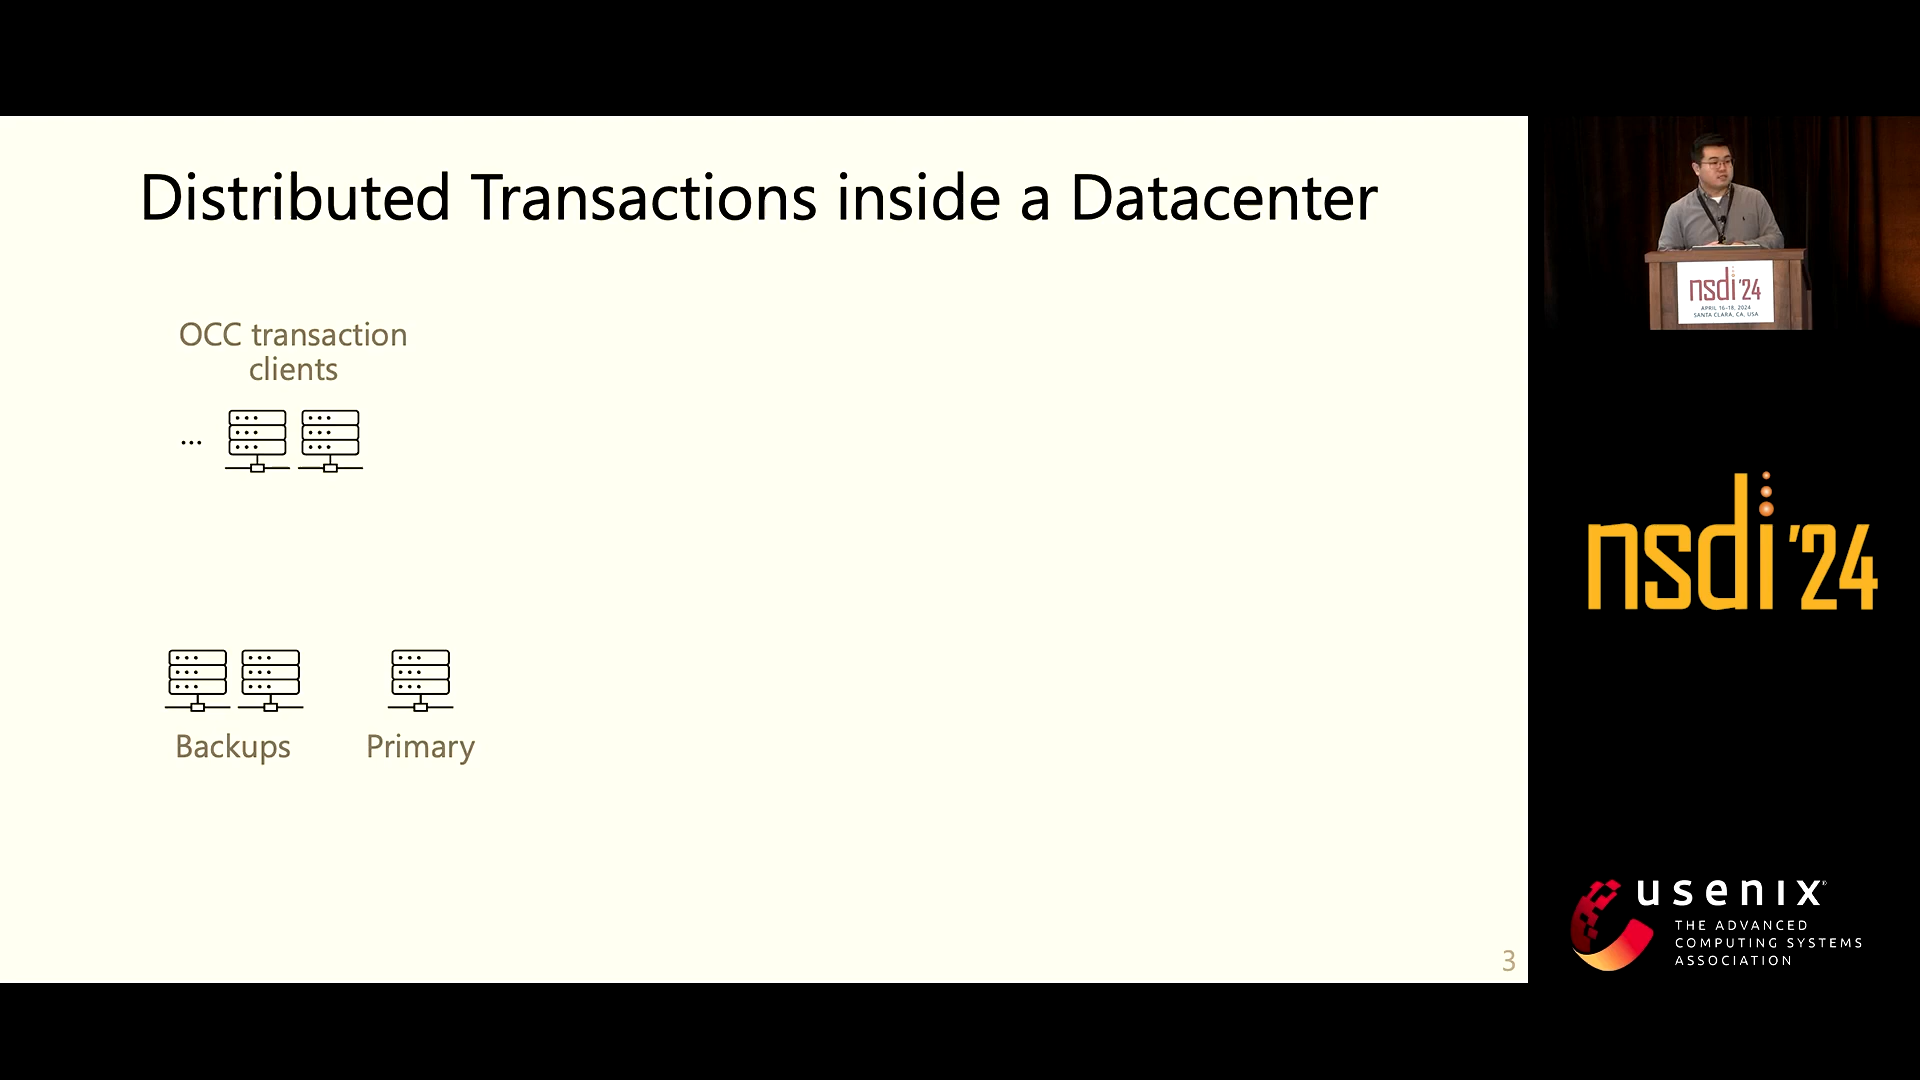 Distributed Transactions inside a Datacenter
OCC transaction
clients
...
Backups
Primary
3
nsdi'24
APRIL 16–18, 2024
SANTA CLARA, CA, USA
nsdi'24
usenix®
THE ADVANCED
COMPUTING SYSTEMS
ASSOCIATION